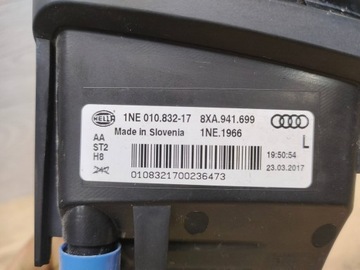 HELLA
1NE 010.832-17 8XA.941.699
Made in Slovenia 1NE.1966
AA
ST2
H8
L
19:50:54
23.03.2017
0108321700236473